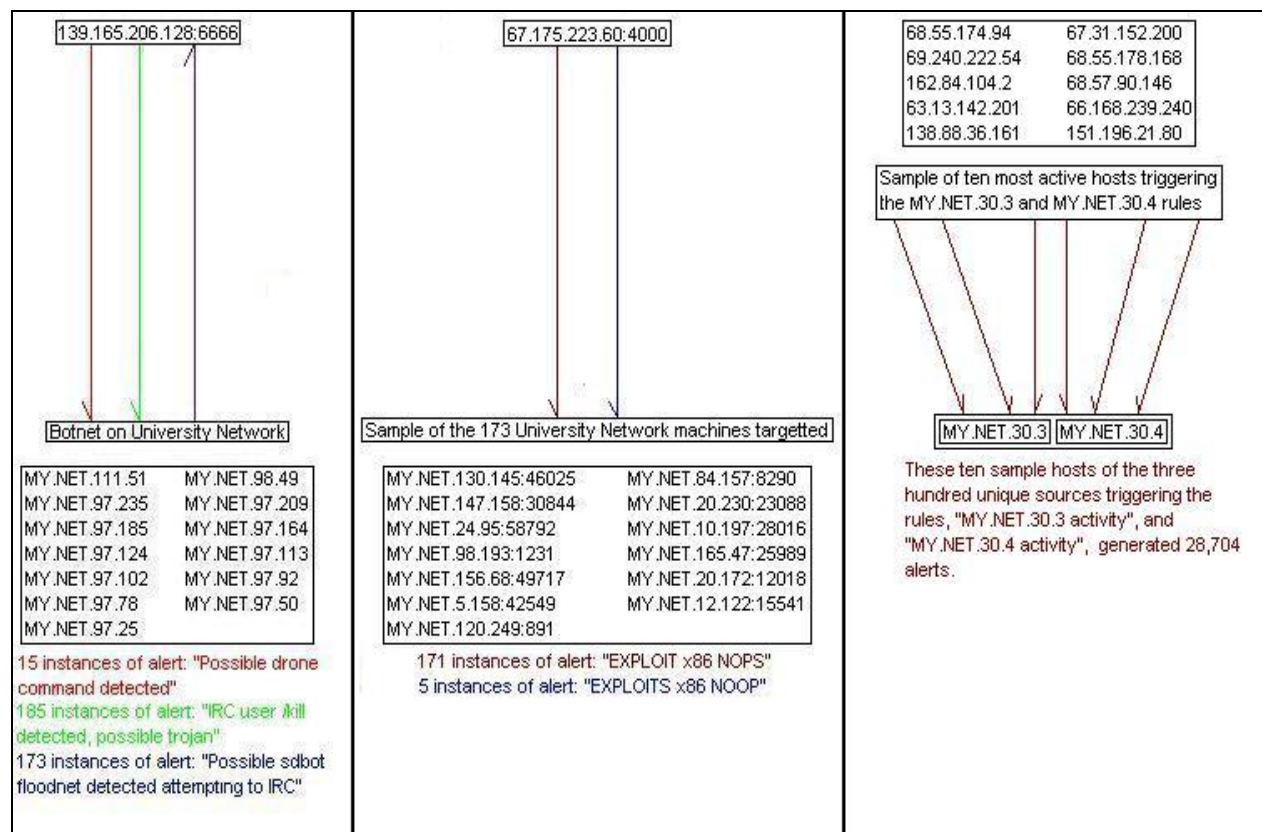 139.165.206.128:6666
Botnet on University Network
MY.NET.111.51 MY.NET.98.49
MY.NET.97.235 MY.NET.97.209
MY.NET.97.185 MY.NET.97.164
MY.NET.97.124 MY.NET.97.113
MY.NET.97.102 MY.NET.97.92
MY.NET.97.78 MY.NET.97.50
MY.NET.97.25
15 instances of alert: "Possible drone
command detected"
185 instances of alert: "IRC user /kill
detected, possible trojan"
173 instances of alert: "Possible sdbot
floodnet detected attempting to IRC"
67.175.223.60:4000
Sample of the 173 University Network machines targetted
MY.NET.130.145:46025 MY.NET.84.157:8290
MY.NET.147.158:30844 MY.NET.20.230:23088
MY.NET.24.95:58792 MY.NET.10.197:28016
MY.NET.98.193:1231 MY.NET.165.47:25989
MY.NET.156.68:49717 MY.NET.20.172:12018
MY.NET.5.158:42549 MY.NET.12.122:15541
MY.NET.120.249:891
171 instances of alert: "EXPLOIT x86 NOPS"
5 instances of alert: "EXPLOITS x86 NOOP"
68.55.174.94 67.31.152.200
69.240.222.54 68.55.178.168
162.84.104.2 68.57.90.146
63.13.142.201 66.168.239.240
138.88.36.161 151.196.21.80
Sample of ten most active hosts triggering
the MY.NET.30.3 and MY.NET.30.4 rules
MY.NET.30.3 MY.NET.30.4
These ten sample hosts of the three
hundred unique sources triggering the
rules, "MY.NET.30.3 activity", and
"MY.NET.30.4 activity", generated 28,704
alerts.